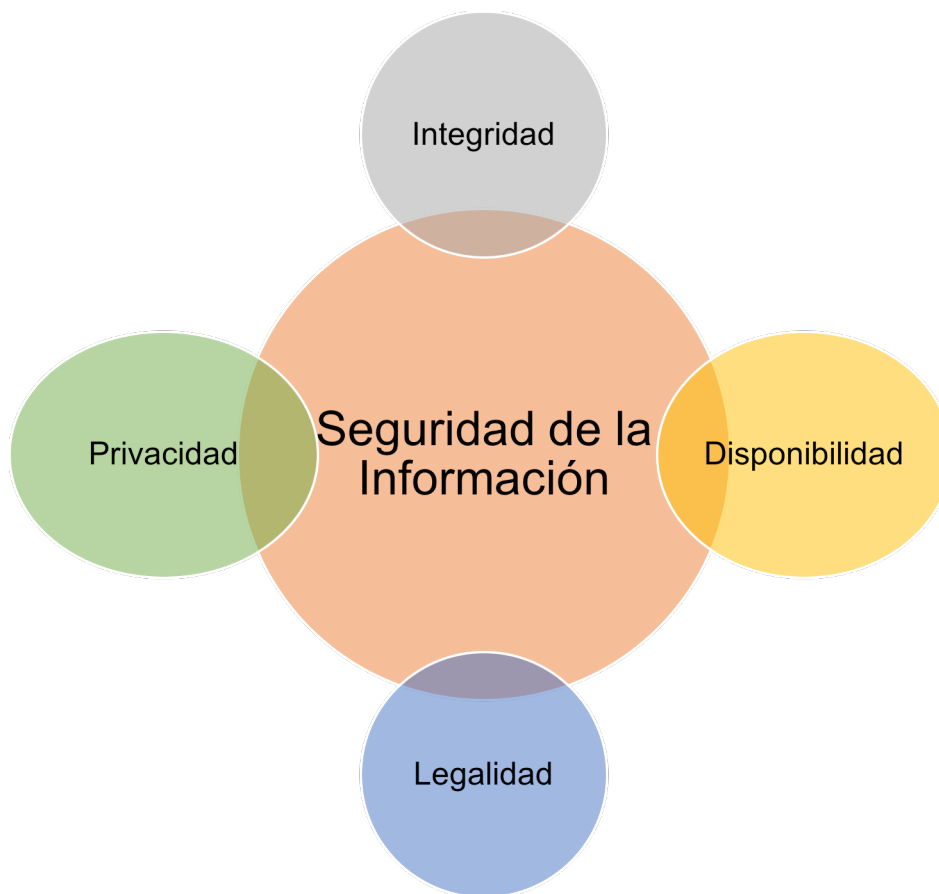 Integridad
Privacidad
Seguridad de la
Información
Disponibilidad
Legalidad